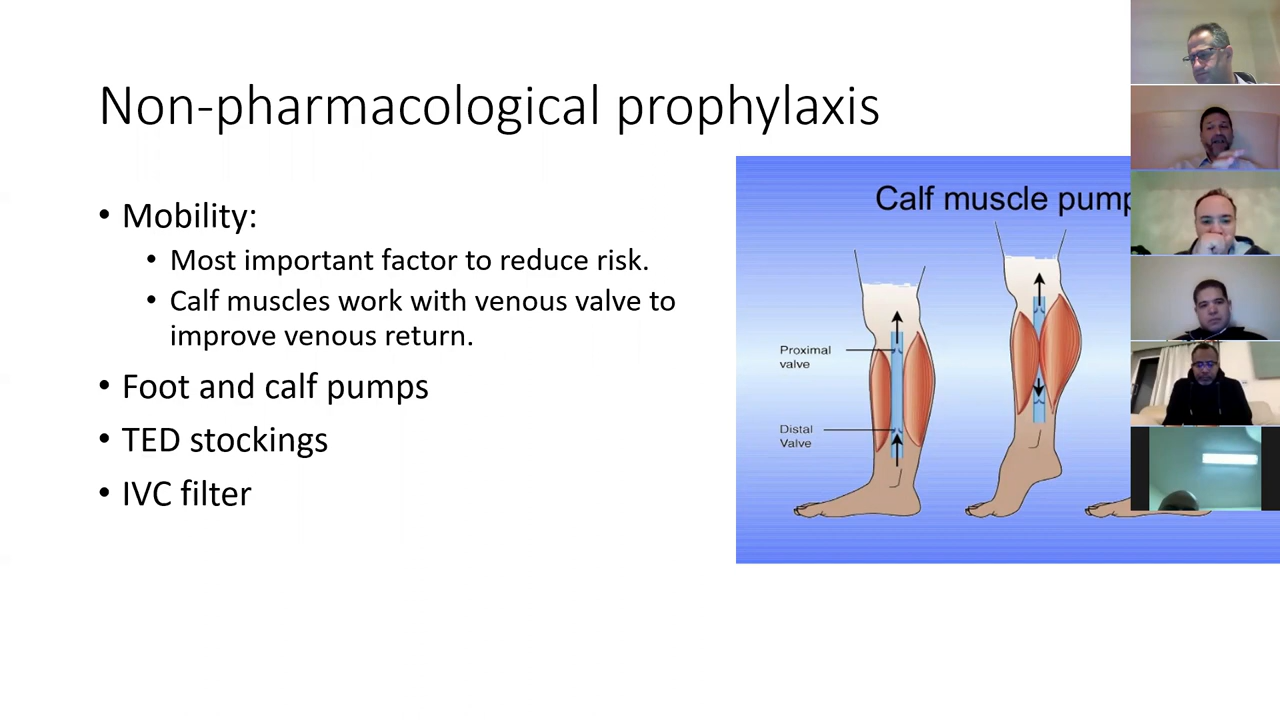 Non-pharmacological prophylaxis
• Mobility:
• Most important factor to reduce risk.
• Calf muscles work with venous valve to
improve venous return.
• Foot and calf pumps
• TED stockings
• IVC filter
Calf muscle pump
Proximal
valve
Distal
Valve